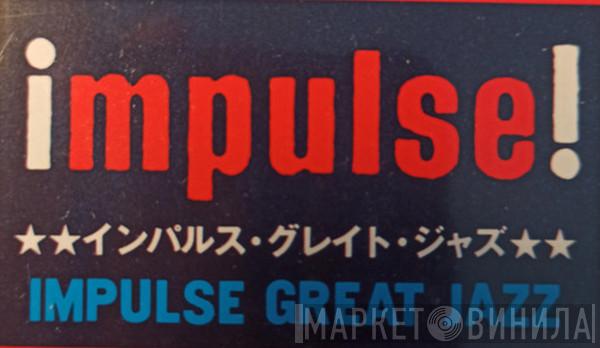 impulse!
★★インパルス・グレイト・ジャズ★★
IMPULSE GREAT JAZZ
МАРКЕТ ВИНИЛА